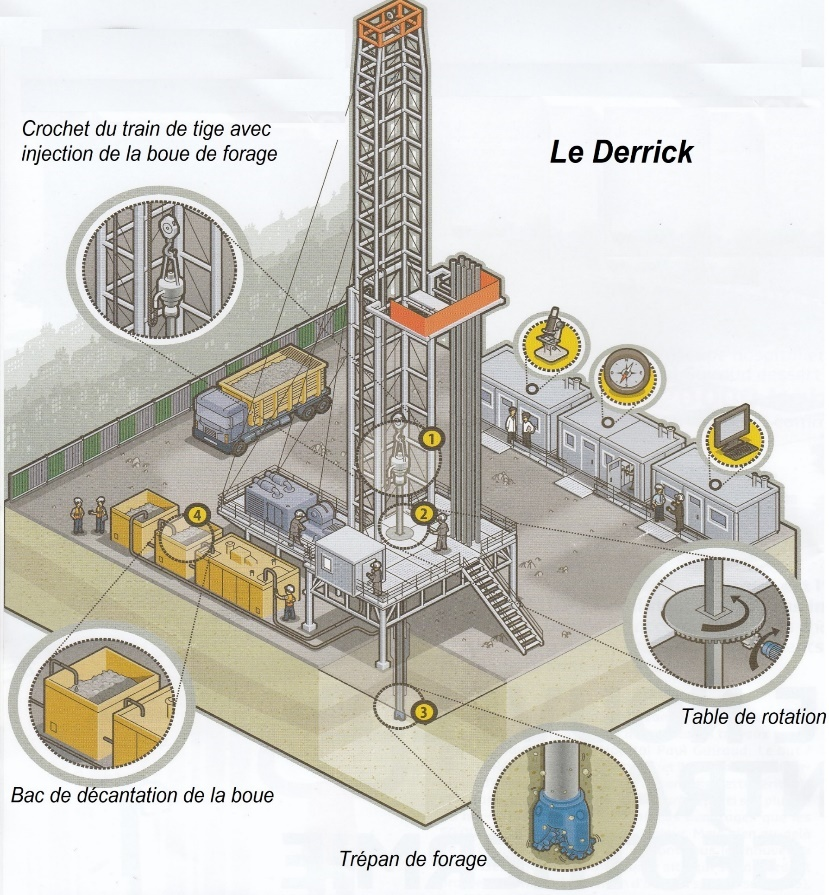 Le Derrick
Crochet du train de tige avec
injection de la boue de forage
1
2
4
3
Table de rotation
Bac de décantation de la boue
Trépan de forage